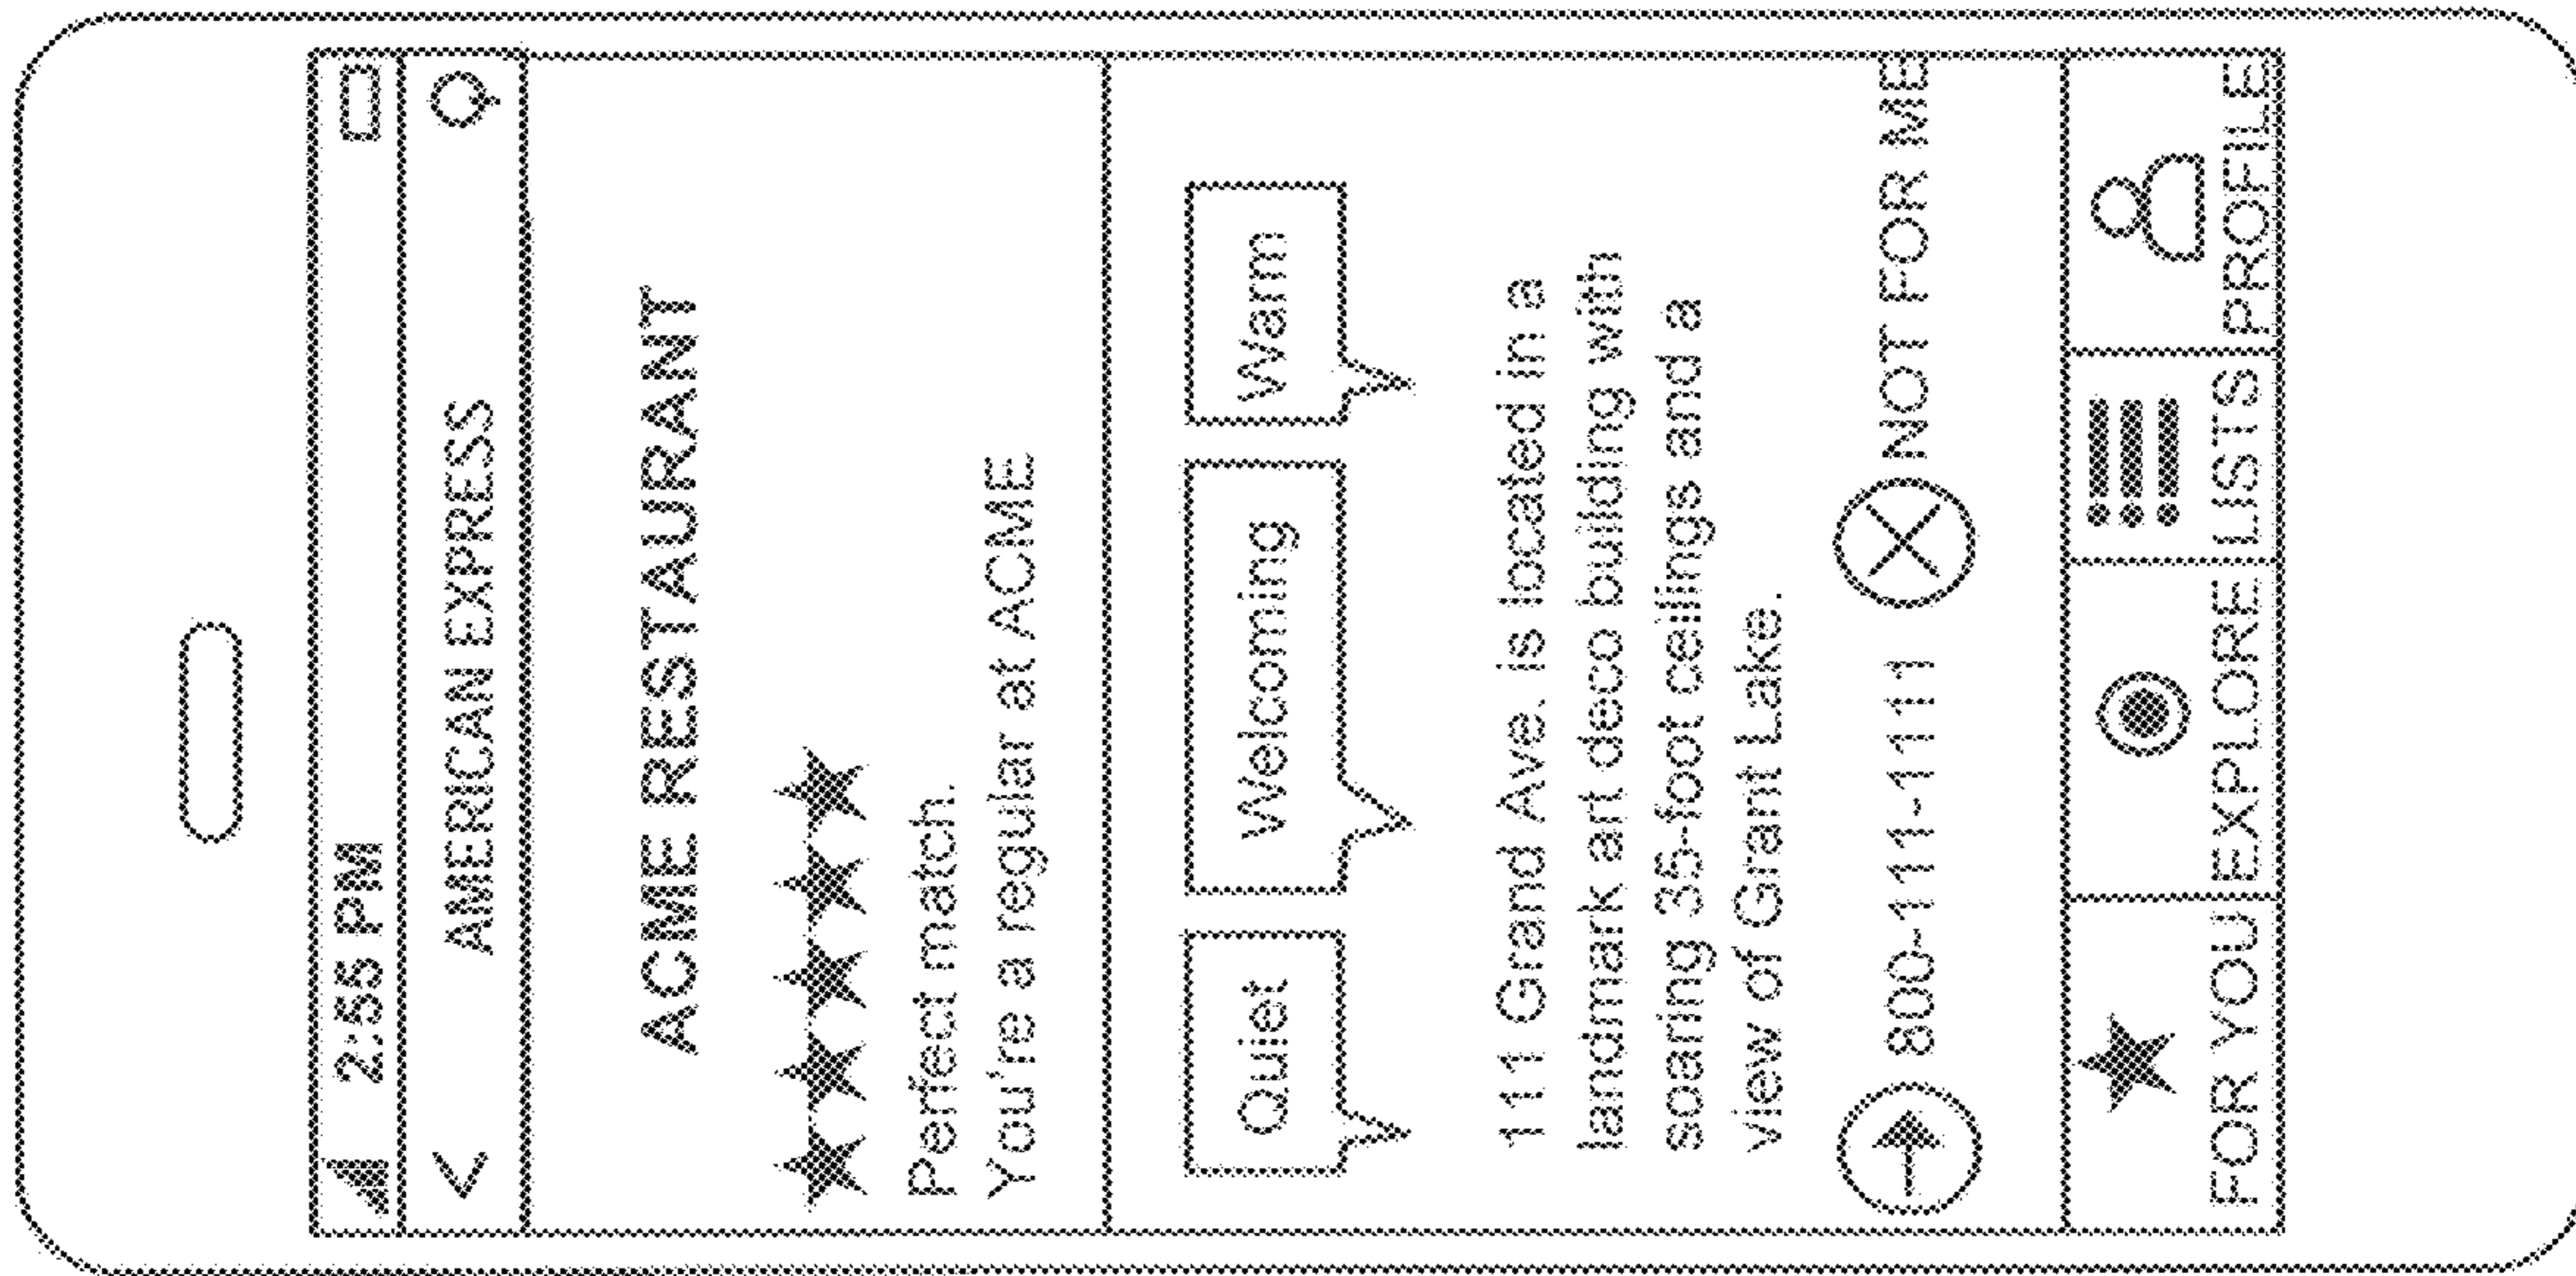 2:55 PM
AMERICAN EXPRESS
ACME RESTAURANT
Perfect match.
You're a regular at ACME
Quiet Welcoming Warm
111 Grand Ave. is located in a
landmark art deco building with
soaring 35-foot ceilings and a
view of Grant Lake.
800-111-1111 NOT FOR ME
FOR YOU EXPLORE LISTS PROFILE